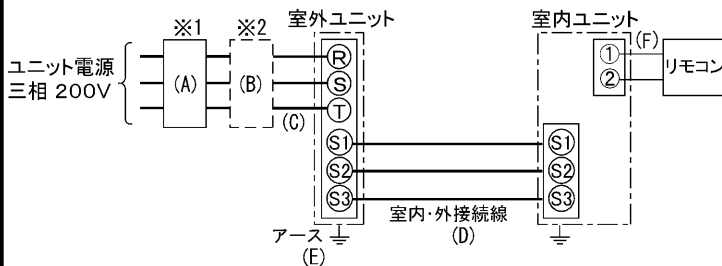 ※1
※2
室外ユニット
室内ユニット
ユニット電源
三相 200V
(A)
(B)
(C)
R
S
T
S1
S2
S3
室内・外接続線
(D)
アース
(E)
①
②
(F)
リモコン
S1
S2
S3